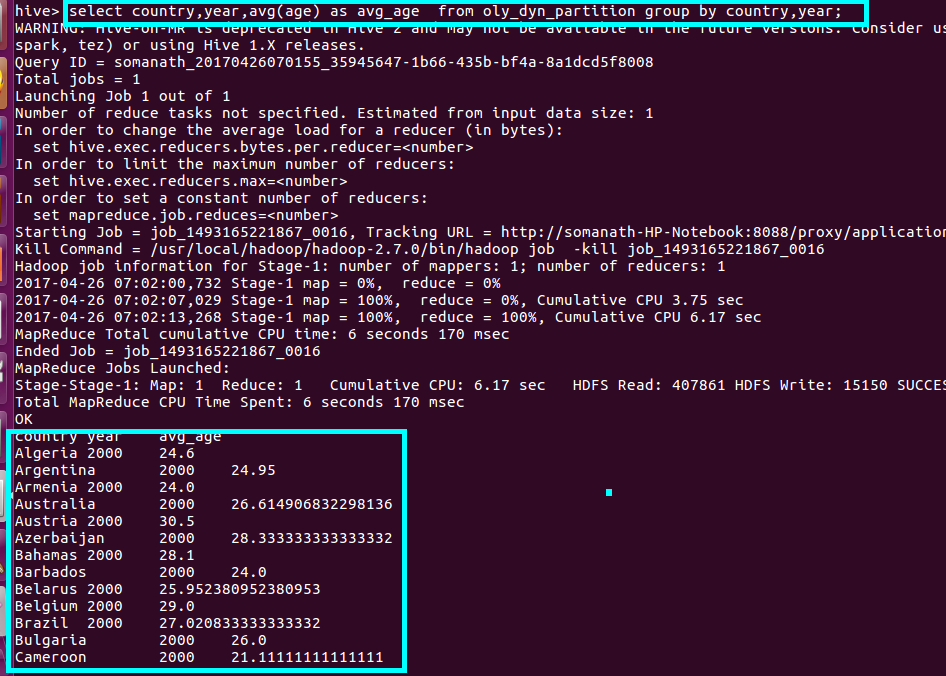 hive> select country,year,avg(age) as avg_age  from oly_dyn_partition group by country,year;
WARNING: Hive-on-MR is deprecated in Hive 2 and may not be available in the future versions. Consider us
spark, tez) or using Hive 1.X releases.
Query ID = somanath_20170426070155_35945647-1b66-435b-bf4a-8a1dcd5f8008
Total jobs = 1
Launching Job 1 out of 1
Number of reduce tasks not specified. Estimated from input data size: 1
In order to change the average load for a reducer (in bytes):
  set hive.exec.reducers.bytes.per.reducer=<number>
In order to limit the maximum number of reducers:
  set hive.exec.reducers.max=<number>
In order to set a constant number of reducers:
  set mapreduce.job.reduces=<number>
Starting Job = job_1493165221867_0016, Tracking URL = http://somanath-HP-Notebook:8088/proxy/application
Kill Command = /usr/local/hadoop/hadoop-2.7.0/bin/hadoop job  -kill job_1493165221867_0016
Hadoop job information for Stage-1: number of mappers: 1; number of reducers: 1
2017-04-26 07:02:00,732 Stage-1 map = 0%,  reduce = 0%
2017-04-26 07:02:07,029 Stage-1 map = 100%,  reduce = 0%, Cumulative CPU 3.75 sec
2017-04-26 07:02:13,268 Stage-1 map = 100%,  reduce = 100%, Cumulative CPU 6.17 sec
MapReduce Total cumulative CPU time: 6 seconds 170 msec
Ended Job = job_1493165221867_0016
MapReduce Jobs Launched:
Stage-Stage-1: Map: 1  Reduce: 1   Cumulative CPU: 6.17 sec   HDFS Read: 407861 HDFS Write: 15150 SUCCES
Total MapReduce CPU Time Spent: 6 seconds 170 msec
OK
country year    avg_age
Algeria 2000    24.6
Argentina       2000    24.95
Armenia 2000    24.0
Australia       2000    26.614906832298136
Austria 2000    30.5
Azerbaijan      2000    28.333333333333332
Bahamas 2000    28.1
Barbados        2000    24.0
Belarus 2000    25.952380952380953
Belgium 2000    29.0
Brazil  2000    27.020833333333332
Bulgaria        2000    26.0
Cameroon        2000    21.11111111111111